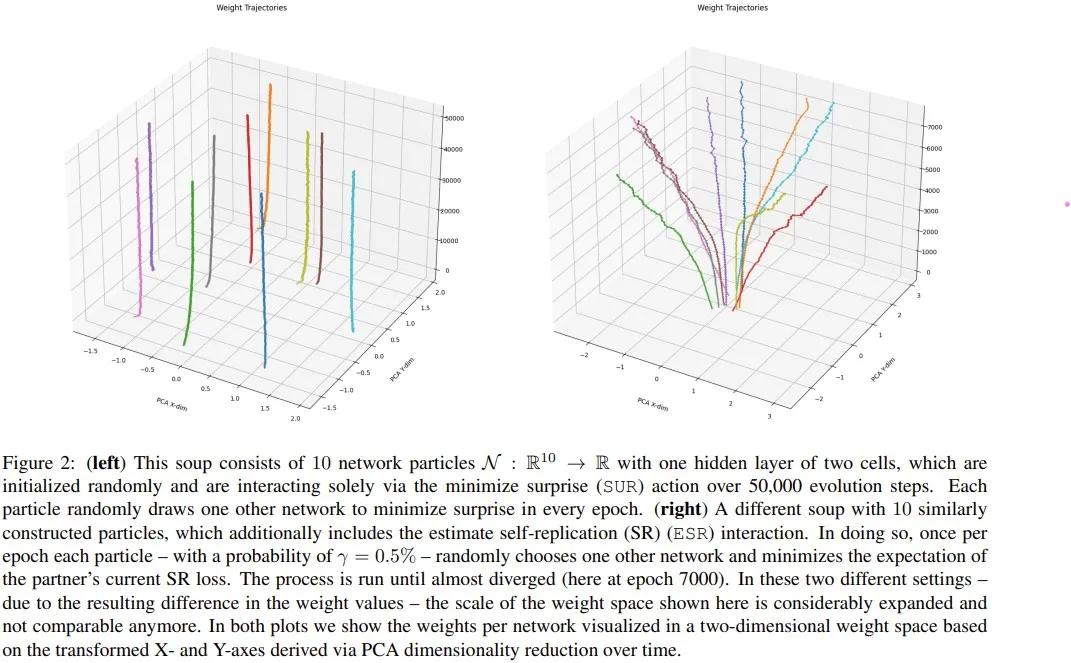 Weight Trajectories
50000
40000
30000
20000
10000
0
2.0
1.5
1.0
0.5
0.0
−0.5
−1.0
−1.5
PCA Y-dim
−1.5
−1.0
−0.5
0.0
0.5
1.0
1.5
2.0
PCA X-dim
Weight Trajectories
7000
6000
5000
4000
3000
2000
1000
0
3
2
1
0
−1
−2
PCA Y-dim
−2
−1
0
1
2
3
PCA X-dim
Figure 2: (left) This soup consists of 10 network particles 𝒩 : ℝ¹⁰ → ℝ with one hidden layer of two cells, which are
initialized randomly and are interacting solely via the minimize surprise (SUR) action over 50,000 evolution steps. Each
particle randomly draws one other network to minimize surprise in every epoch. (right) A different soup with 10 similarly
constructed particles, which additionally includes the estimate self-replication (SR) (ESR) interaction. In doing so, once per
epoch each particle – with a probability of γ = 0.5% – randomly chooses one other network and minimizes the expectation of
the partner's current SR loss. The process is run until almost diverged (here at epoch 7000). In these two different settings –
due to the resulting difference in the weight values – the scale of the weight space shown here is considerably expanded and
not comparable anymore. In both plots we show the weights per network visualized in a two-dimensional weight space based
on the transformed X- and Y-axes derived via PCA dimensionality reduction over time.